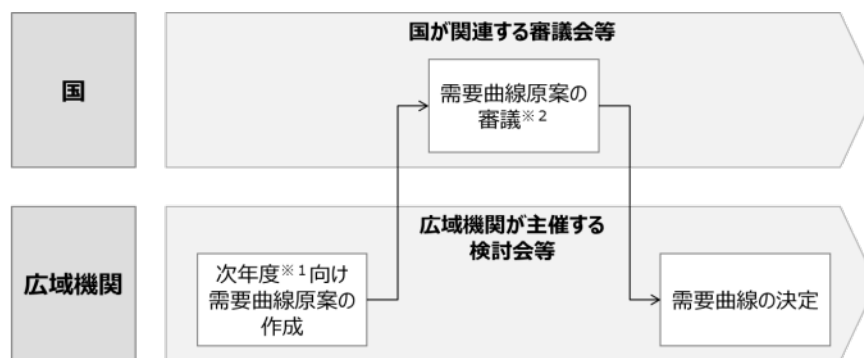 国が関連する審議会等
国
需要曲線原案の
審議※2
広域機関が主催する
検討会等
広域機関
次年度※1向け
需要曲線原案の
作成
需要曲線の決定